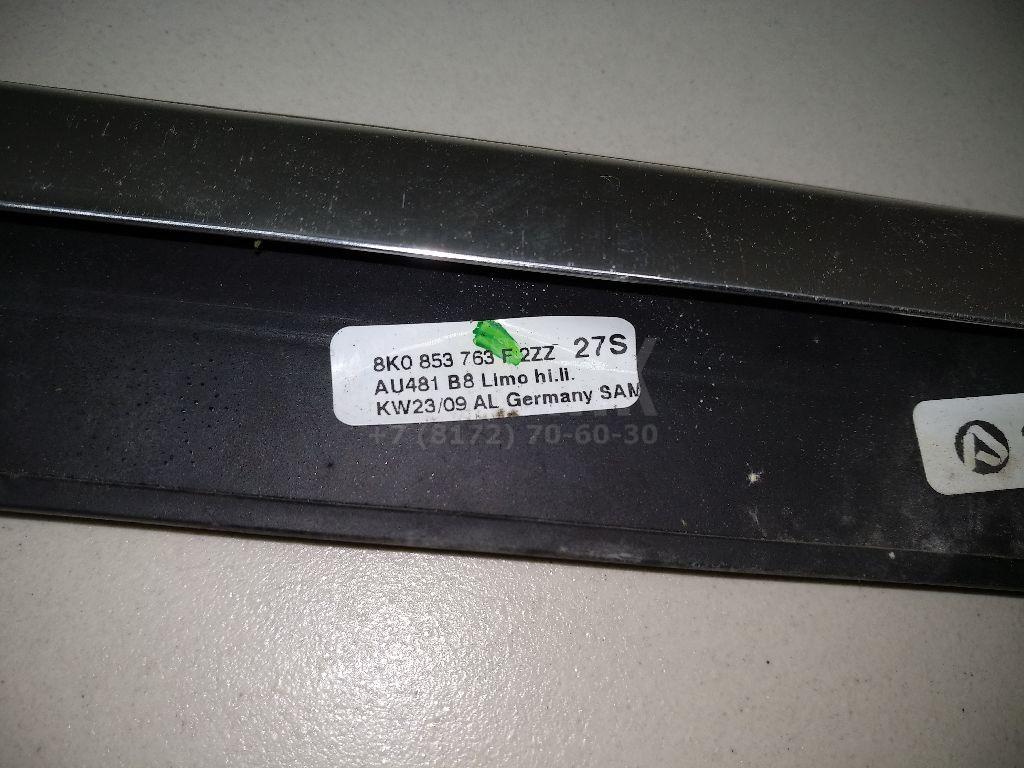 8K0 853 763 F 2ZZ 27S
AU481 B8 Limo hi.li.
KW23/09 AL Germany SAM
+7 (8172) 70-60-30